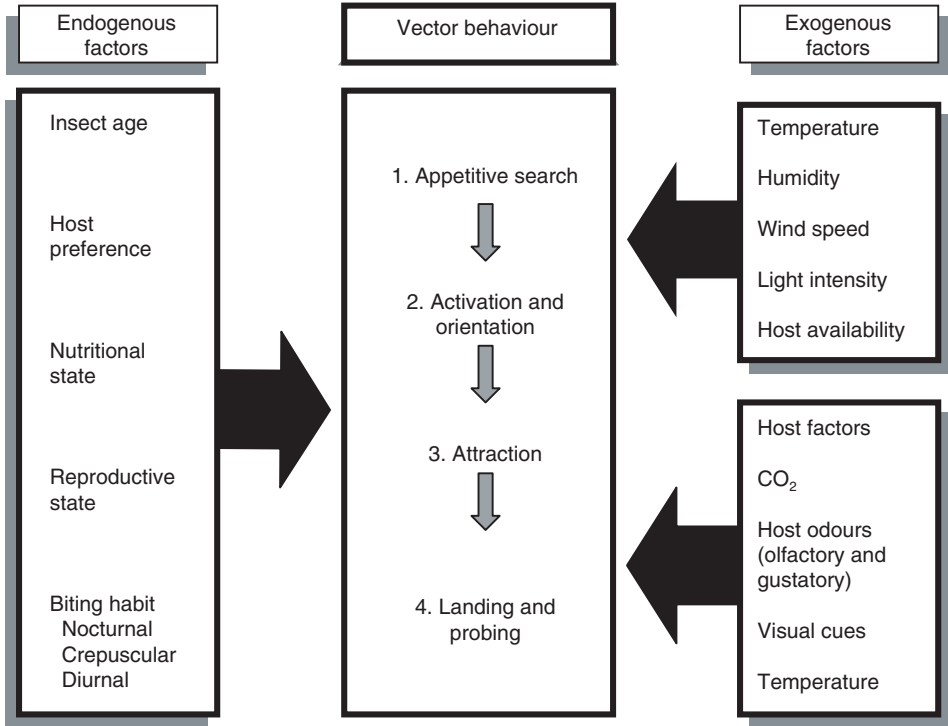 Endogenous
factors
Vector behaviour
Exogenous
factors
Insect age
Host
preference
Nutritional
state
Reproductive
state
Biting habit
Nocturnal
Crepuscular
Diurnal
1. Appetitive search
2. Activation and
orientation
3. Attraction
4. Landing and
probing
Temperature
Humidity
Wind speed
Light intensity
Host availability
Host factors
CO₂
Host odours
(olfactory and
gustatory)
Visual cues
Temperature